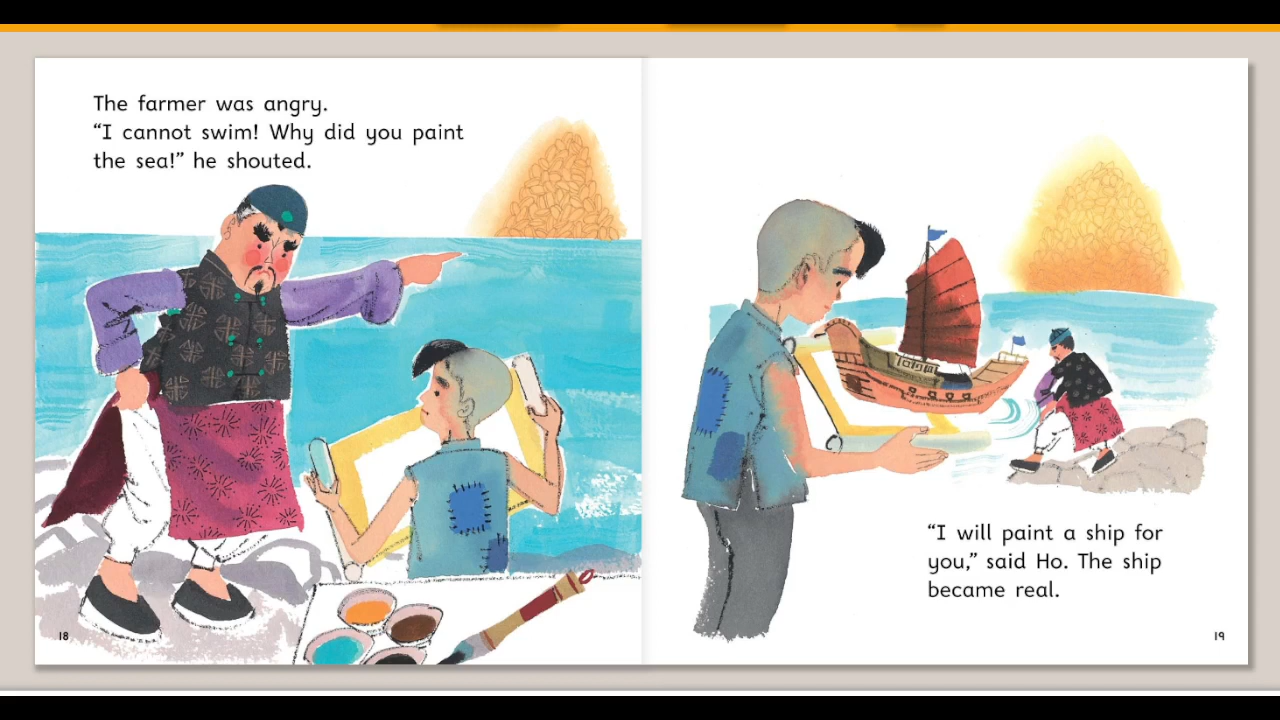 The farmer was angry.
“I cannot swim! Why did you paint
the sea!” he shouted.
18
“I will paint a ship for
you,” said Ho. The ship
became real.
19